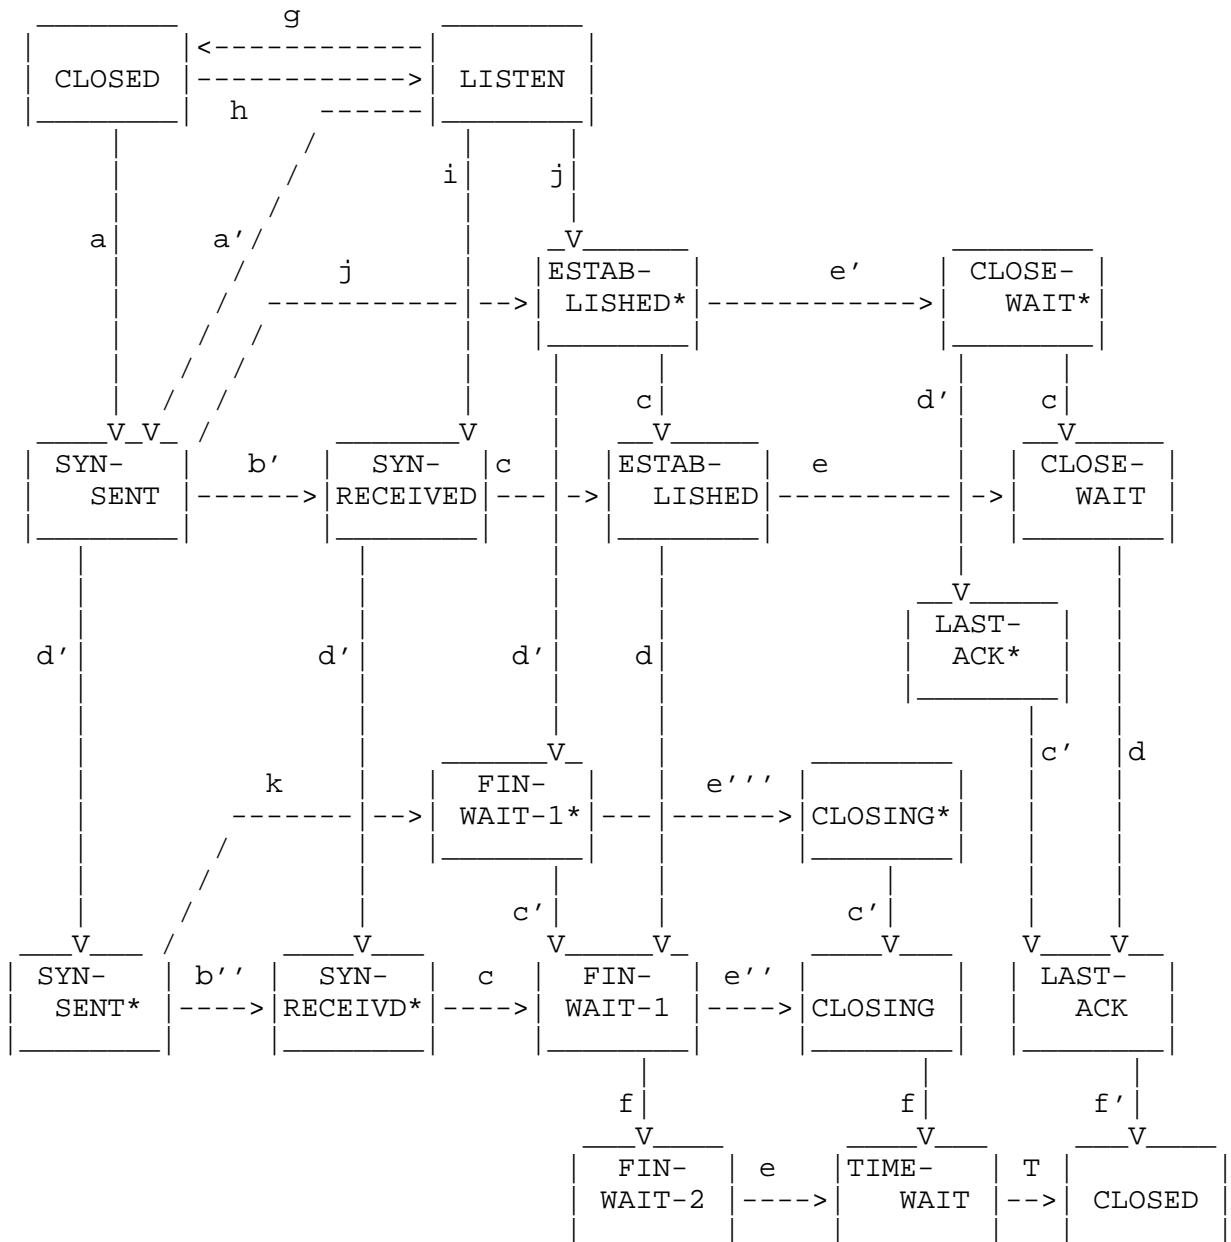 g
CLOSED LISTEN
h
i j
a a'
j ESTAB- e' CLOSE-
LISHED* WAIT*
c d' c
SYN- b' SYN- c ESTAB- e CLOSE-
SENT RECEIVED LISHED WAIT
LAST-
d' d' d' d ACK*
c' d
k FIN- e'''
WAIT-1* CLOSING*
c' c'
SYN- b'' SYN- c FIN- e'' LAST-
SENT* RECEIVD* WAIT-1 CLOSING ACK
f f f'
FIN- e TIME- T
WAIT-2 WAIT CLOSED